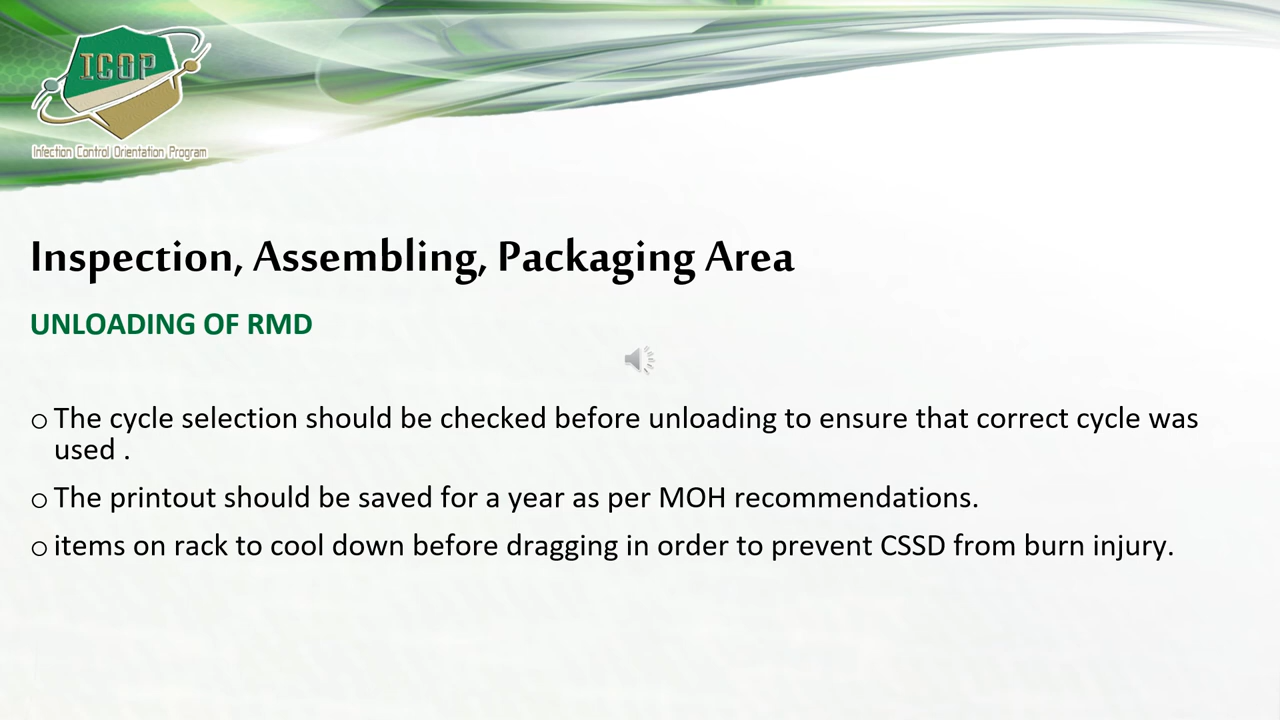 ICOP
Infection Control Orientation Program
Inspection, Assembling, Packaging Area
UNLOADING OF RMD
o The cycle selection should be checked before unloading to ensure that correct cycle was
used .
o The printout should be saved for a year as per MOH recommendations.
o items on rack to cool down before dragging in order to prevent CSSD from burn injury.